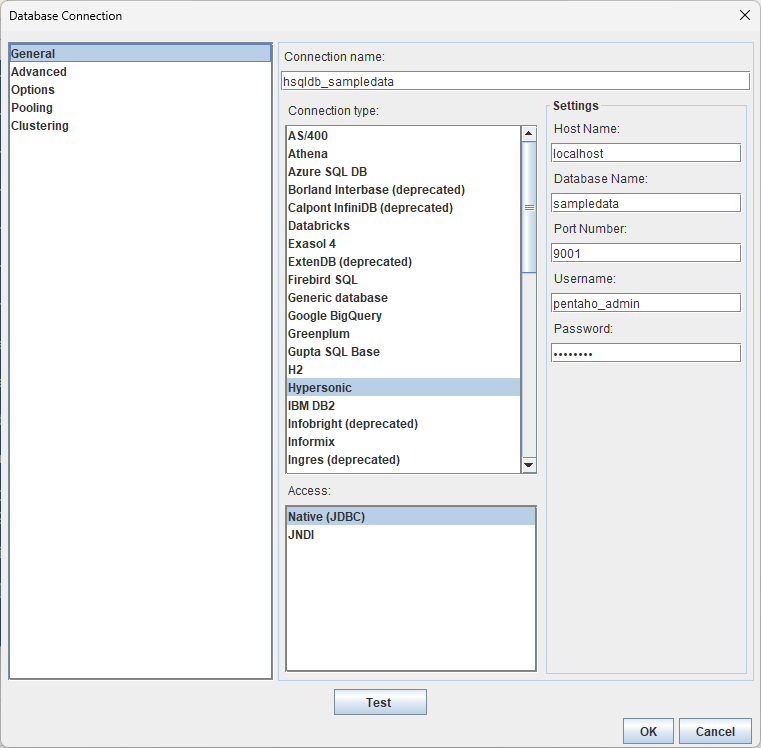 Database Connection
General
Advanced
Options
Pooling
Clustering
Connection name:
hsqldb_sampledata
Connection type:
AS/400
Athena
Azure SQL DB
Borland Interbase (deprecated)
Calpont InfiniDB (deprecated)
Databricks
Exasol 4
ExtenDB (deprecated)
Firebird SQL
Generic database
Google BigQuery
Greenplum
Gupta SQL Base
H2
Hypersonic
IBM DB2
Infobright (deprecated)
Informix
Ingres (deprecated)
Access:
Native (JDBC)
JNDI
Settings
Host Name:
localhost
Database Name:
sampledata
Port Number:
9001
Username:
pentaho_admin
Password:
••••••••
Test
OK
Cancel